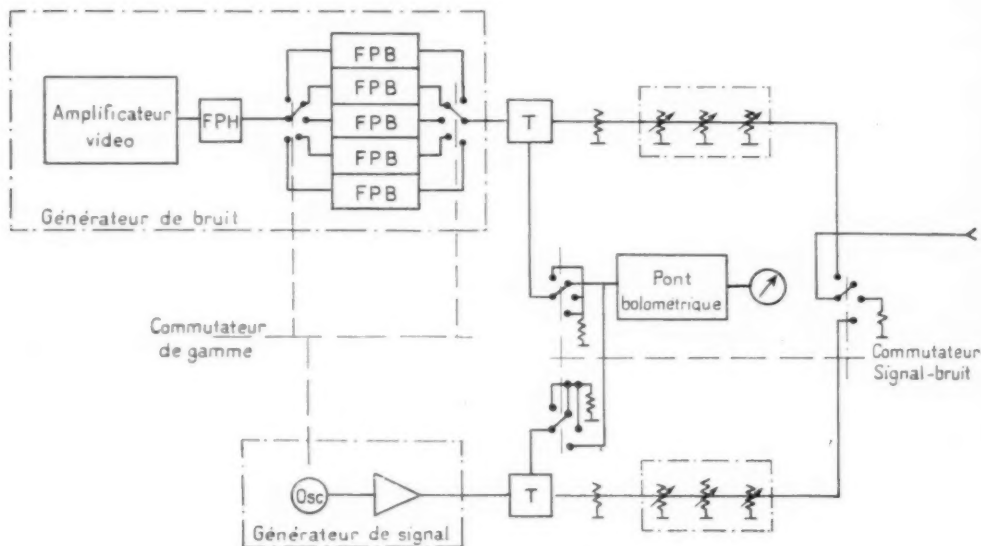 FPB
FPB
FPB
FPB
FPB
Amplificateur
video
FPH
T
Générateur de bruit
Pont
bolométrique
Commutateur
de gamme
Commutateur
Signal-bruit
Osc
T
Générateur de signal